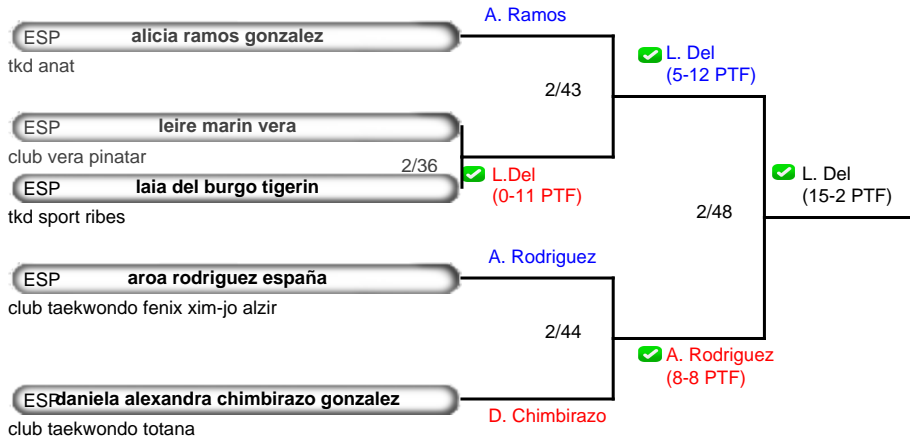 A. Ramos
ESP alicia ramos gonzalez
tkd anat
L. Del
(5-12 PTF)
2/43
ESP leire marin vera
club vera pinatar
2/36
L.Del
(0-11 PTF)
ESP laia del burgo tigerin
tkd sport ribes
L. Del
(15-2 PTF)
2/48
A. Rodriguez
ESP aroa rodriguez españa
club taekwondo fenix xim-jo alzir
2/44
A. Rodriguez
(8-8 PTF)
ESP daniela alexandra chimbirazo gonzalez
D. Chimbirazo
club taekwondo totana